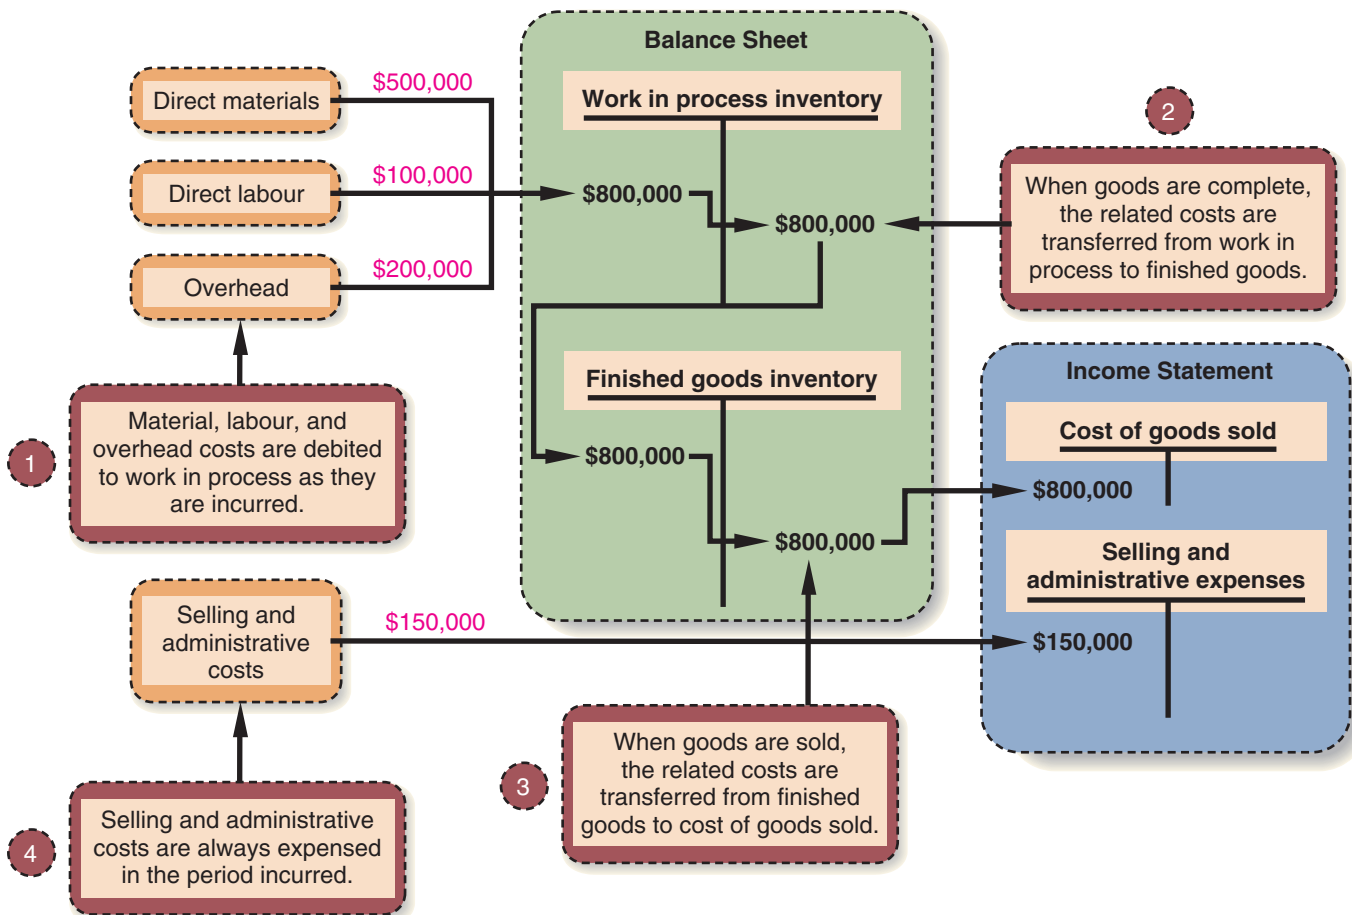 Balance Sheet
Direct materials
$500,000
Work in process inventory
2
Direct labour
$100,000
$800,000
$800,000
When goods are complete,
the related costs are
transferred from work in
process to finished goods.
Overhead
$200,000
1
Material, labour, and
overhead costs are debited
to work in process as they
are incurred.
Finished goods inventory
$800,000
$800,000
Income Statement
Cost of goods sold
$800,000
Selling and
administrative expenses
$150,000
Selling and
administrative
costs
$150,000
3
When goods are sold,
the related costs are
transferred from finished
goods to cost of goods sold.
4
Selling and administrative
costs are always expensed
in the period incurred.